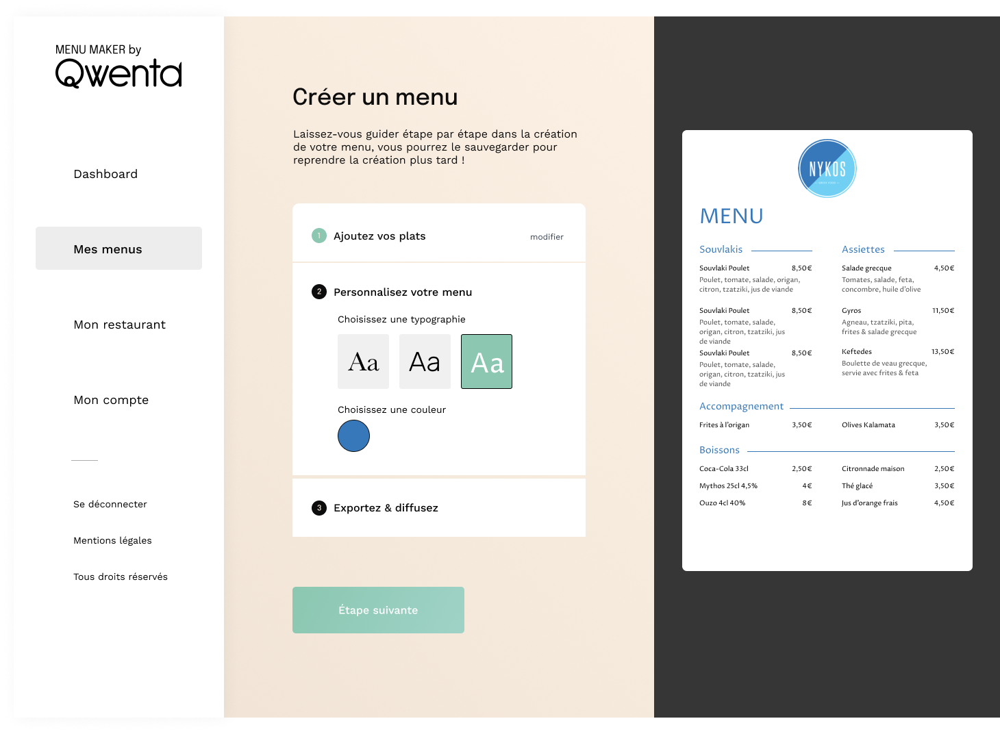 MENU MAKER by
Qwenta
Dashboard
Mes menus
Mon restaurant
Mon compte
Se déconnecter
Mentions légales
Tous droits réservés
Créer un menu
Laissez-vous guider étape par étape dans la création
de votre menu, vous pourrez le sauvegarder pour
reprendre la création plus tard !
1 Ajoutez vos plats modifier
2 Personnalisez votre menu
Choisissez une typographie
Aa Aa Aa
Choisissez une couleur
3 Exportez & diffusez
Étape suivante
NYKOS
MENU
Souvlakis
Souvlaki Poulet 8,50€
Poulet, tomate, salade, origan,
citron, tzatziki, jus de viande
Souvlaki Poulet 8,50€
Poulet, tomate, salade,
origan, citron, tzatziki, jus
de viande
Souvlaki Poulet 8,50€
Poulet, tomate, salade,
origan, citron, tzatziki, jus
de viande
Assiettes
Salade grecque 4,50€
Tomates, salade, feta,
concombre, huile d'olive
Gyros 11,50€
Agneau, tzatziki, pita,
frites & salade grecque
Keftedes 13,50€
Boulette de veau grecque,
servie avec frites & feta
Accompagnement
Frites à l'origan 3,50€ Olives Kalamata 3,50€
Boissons
Coca-Cola 33cl 2,50€ Citronnade maison 2,50€
Mythos 25cl 4,5% 4€ Thé glacé 3,50€
Ouzo 4cl 40% 8€ Jus d'orange frais 4,50€